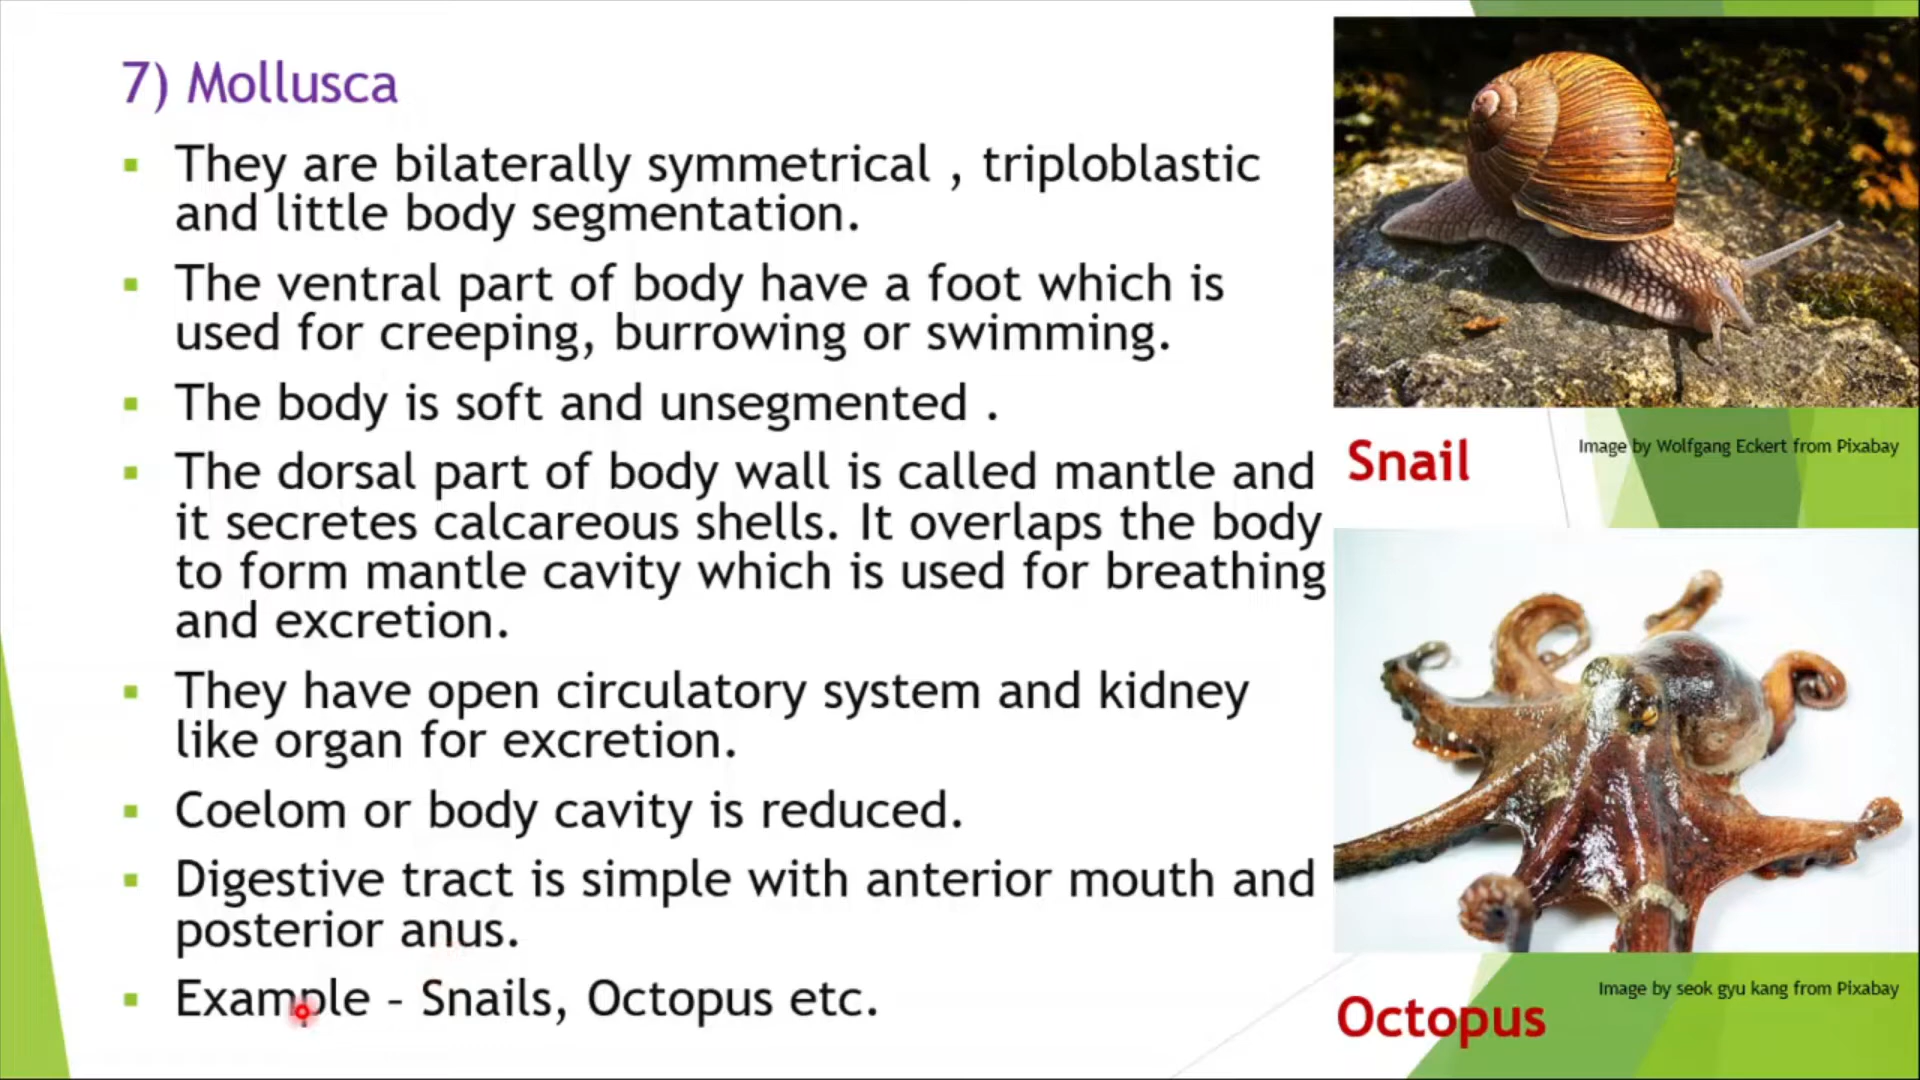 7) Mollusca
They are bilaterally symmetrical , triploblastic
and little body segmentation.
The ventral part of body have a foot which is
used for creeping, burrowing or swimming.
The body is soft and unsegmented .
The dorsal part of body wall is called mantle and
it secretes calcareous shells. It overlaps the body
to form mantle cavity which is used for breathing
and excretion.
They have open circulatory system and kidney
like organ for excretion.
Coelom or body cavity is reduced.
Digestive tract is simple with anterior mouth and
posterior anus.
Example – Snails, Octopus etc.
Snail
Image by Wolfgang Eckert from Pixabay
Octopus
Image by seok gyu kang from Pixabay